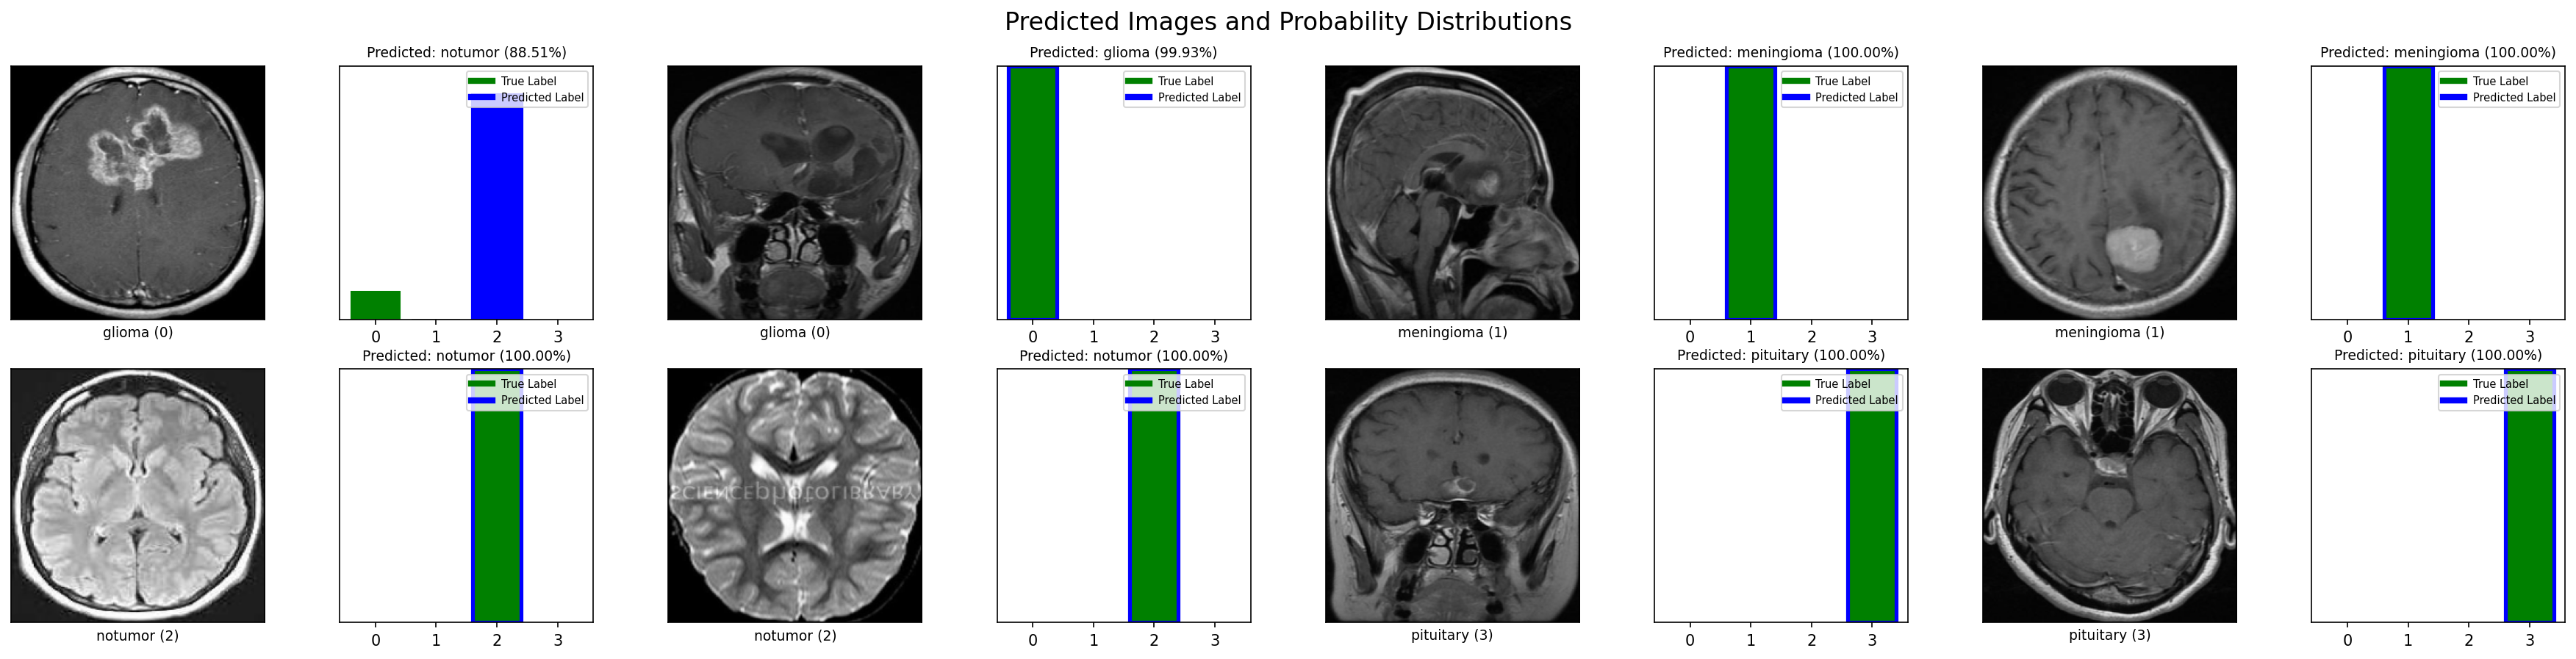 Predicted Images and Probability Distributions
Predicted: notumor (88.51%)
True Label
Predicted Label
glioma (0)
0 1 2 3
Predicted: glioma (99.93%)
True Label
Predicted Label
glioma (0)
0 1 2 3
Predicted: meningioma (100.00%)
True Label
Predicted Label
meningioma (1)
0 1 2 3
Predicted: meningioma (100.00%)
True Label
Predicted Label
meningioma (1)
0 1 2 3
Predicted: notumor (100.00%)
True Label
Predicted Label
notumor (2)
0 1 2 3
Predicted: notumor (100.00%)
True Label
Predicted Label
SCIENCEPHOTOLIBRARY
notumor (2)
0 1 2 3
Predicted: pituitary (100.00%)
True Label
Predicted Label
pituitary (3)
0 1 2 3
Predicted: pituitary (100.00%)
True Label
Predicted Label
pituitary (3)
0 1 2 3